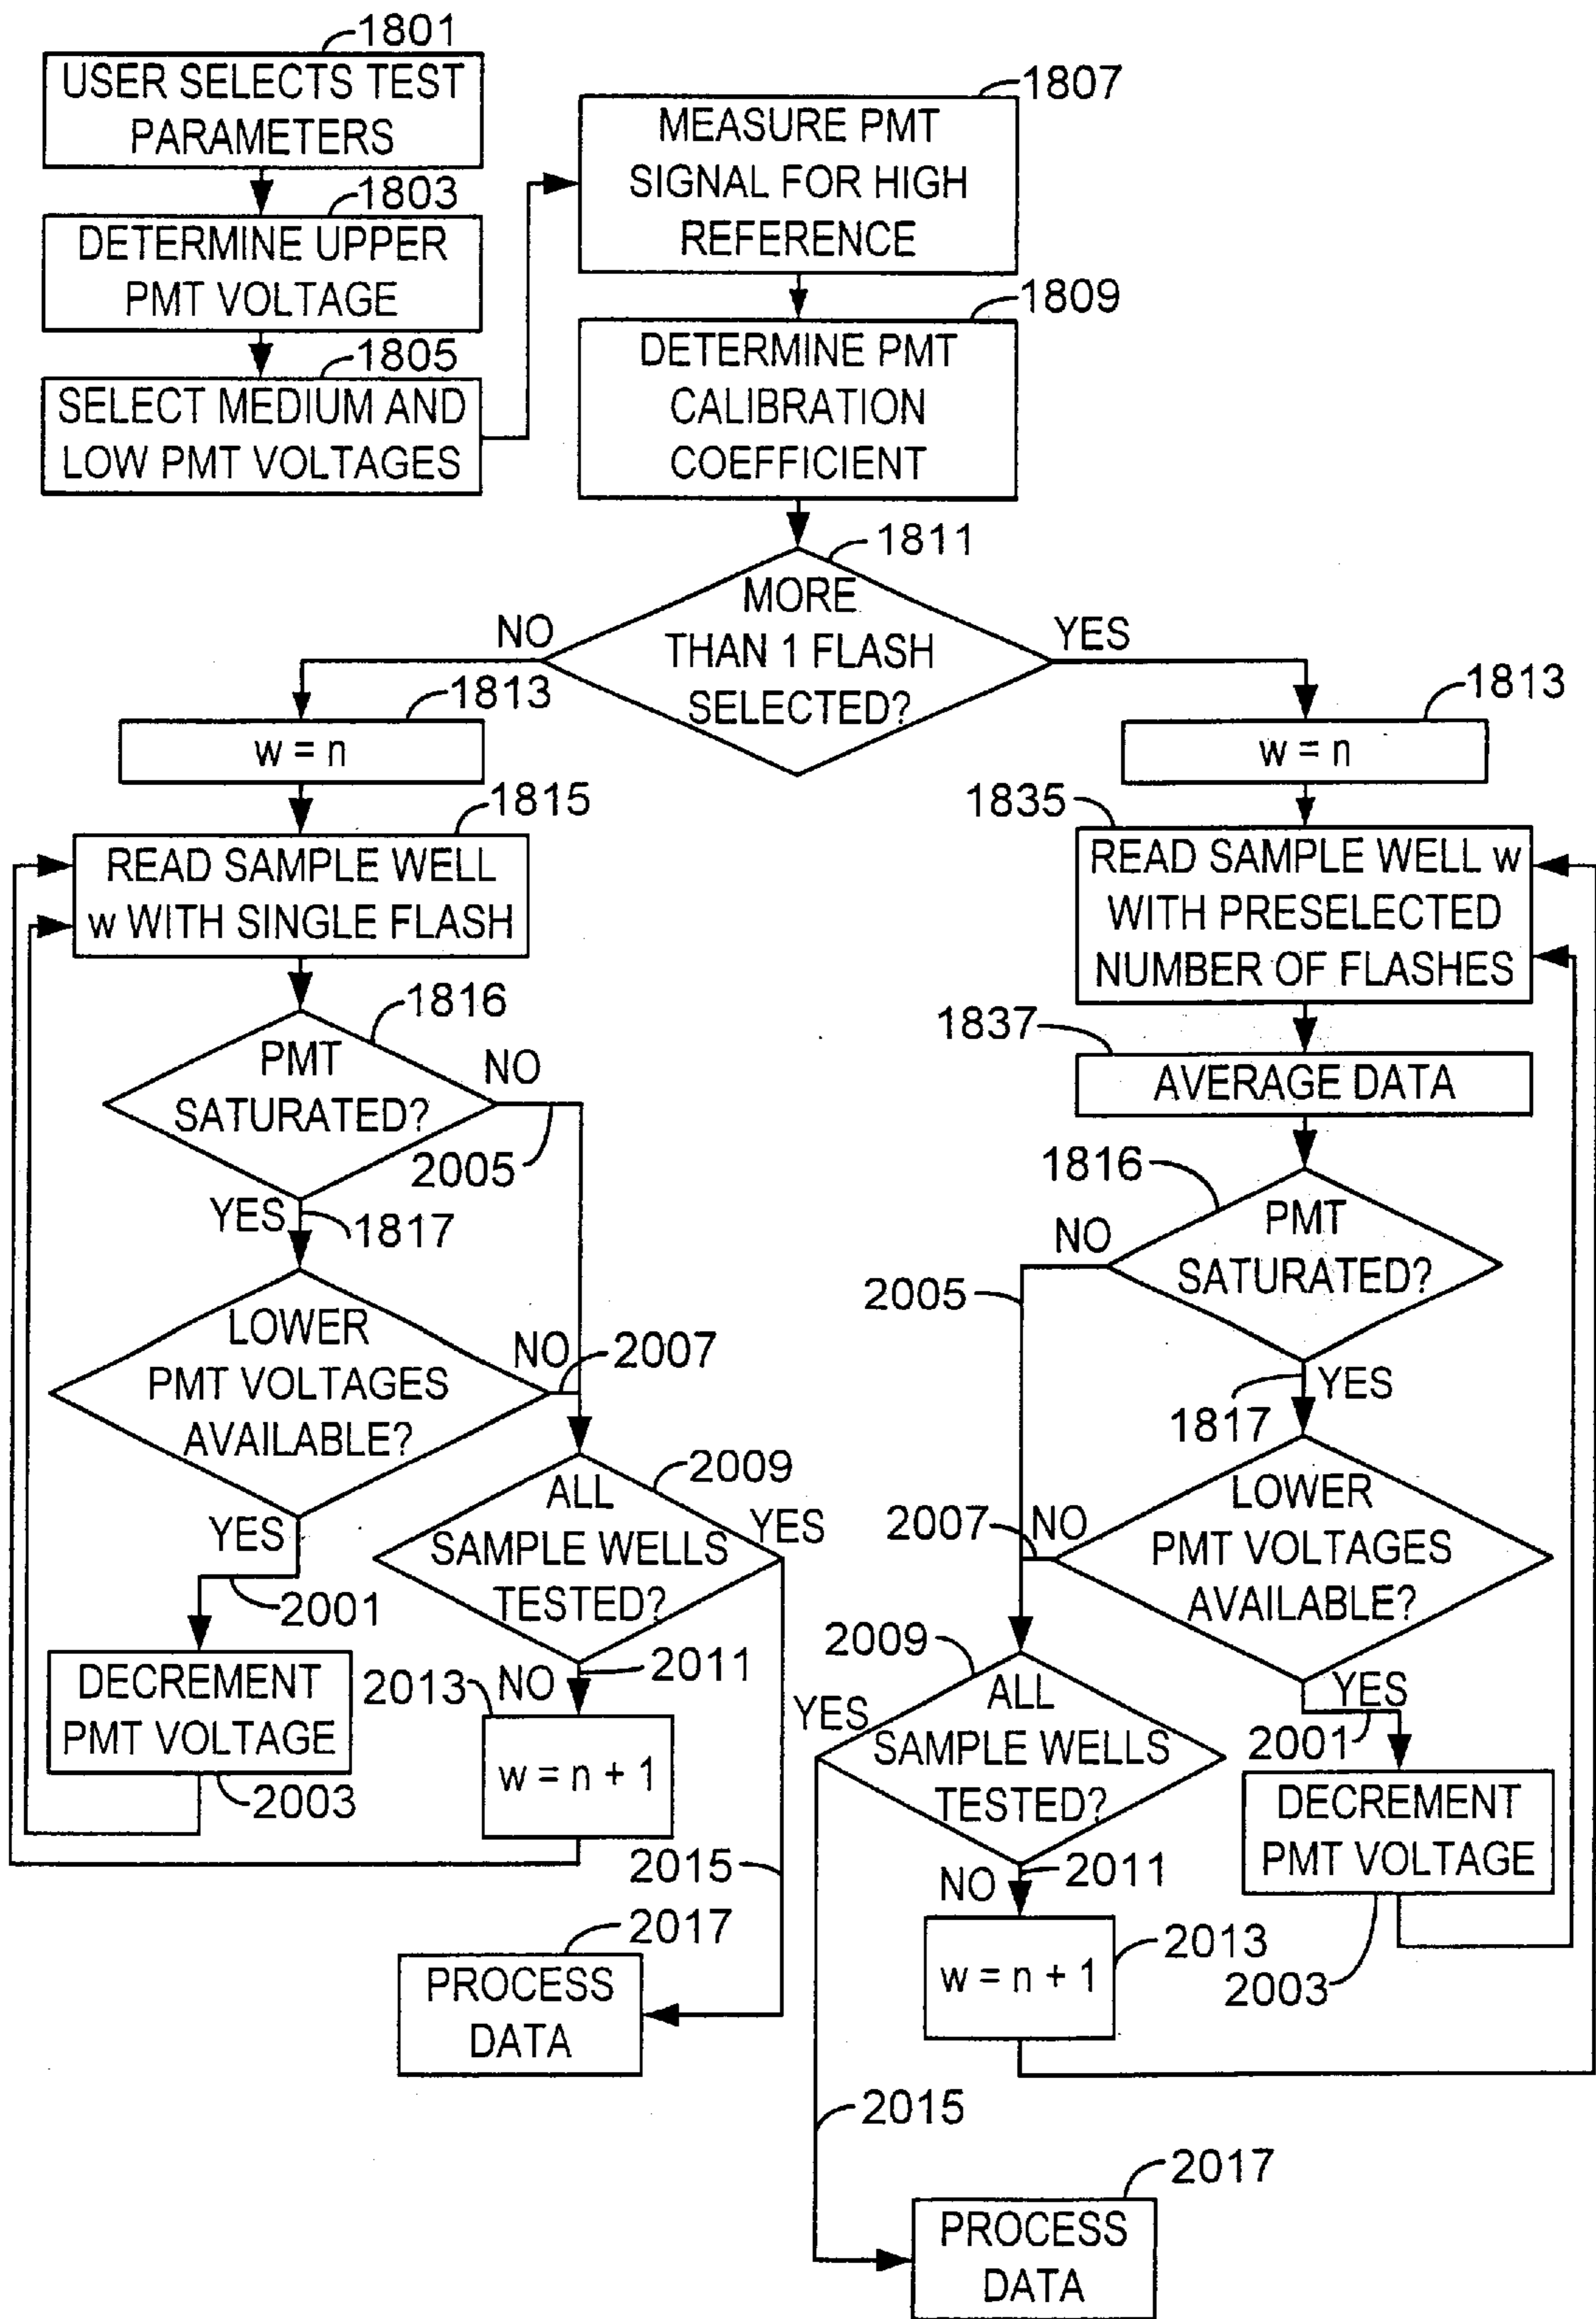 1801
USER SELECTS TEST
PARAMETERS
1803
DETERMINE UPPER
PMT VOLTAGE
1805
SELECT MEDIUM AND
LOW PMT VOLTAGES
1807
MEASURE PMT
SIGNAL FOR HIGH
REFERENCE
1809
DETERMINE PMT
CALIBRATION
COEFFICIENT
1811
MORE
THAN 1 FLASH
SELECTED?
NO
YES
1813
w = n
1815
READ SAMPLE WELL
w WITH SINGLE FLASH
1816
PMT
SATURATED?
NO
2005
YES
1817
LOWER
PMT VOLTAGES
AVAILABLE?
NO
2007
YES
2001
DECREMENT
PMT VOLTAGE
2003
2009
ALL
SAMPLE WELLS
TESTED?
YES
NO
2011
2013
w = n + 1
2015
2017
PROCESS
DATA
1813
w = n
1835
READ SAMPLE WELL w
WITH PRESELECTED
NUMBER OF FLASHES
1837
AVERAGE DATA
1816
PMT
SATURATED?
NO
2005
YES
1817
LOWER
PMT VOLTAGES
AVAILABLE?
2007
NO
YES
2001
DECREMENT
PMT VOLTAGE
2003
2009
ALL
SAMPLE WELLS
TESTED?
YES
NO
2011
2013
w = n + 1
2015
2017
PROCESS
DATA